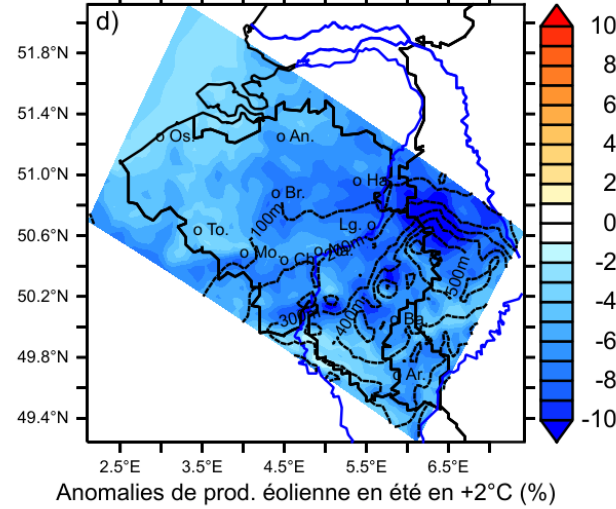 d)
51.8°N
51.4°N
51.0°N
50.6°N
50.2°N
49.8°N
49.4°N
Os.
An.
Ha.
Br.
100m
To.
Lg.
Mo.
Ch.
200m
500m
300m
400m
Ba.
Ar.
2.5°E
3.5°E
4.5°E
5.5°E
6.5°E
10
8
6
4
2
0
-2
-4
-6
-8
-10
Anomalies de prod. éolienne en été en +2°C (%)